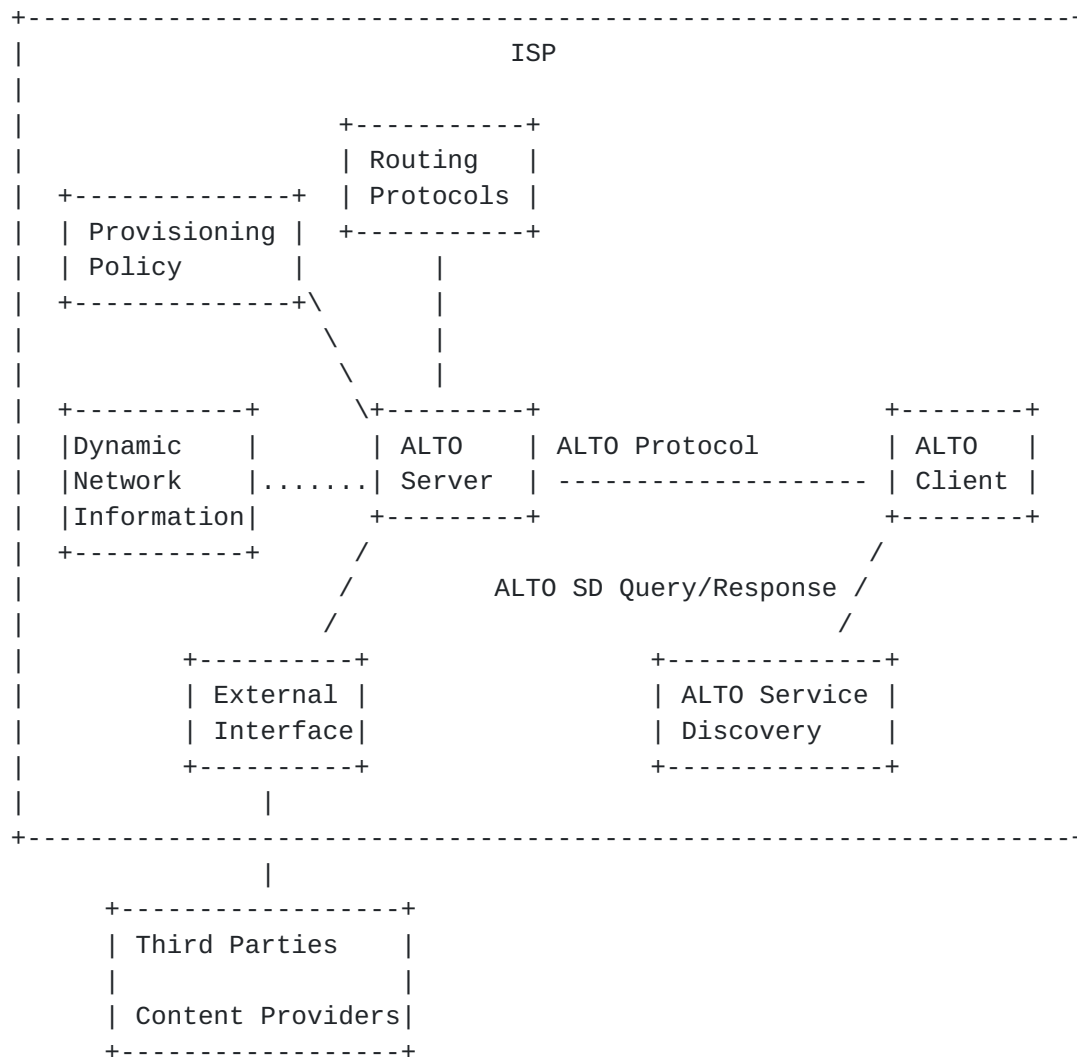 ISP
Routing
Protocols
Provisioning
Policy
Dynamic
Network
Information
ALTO
Server
ALTO Protocol
ALTO
Client
ALTO SD Query/Response
External
Interface
ALTO Service
Discovery
Third Parties
Content Providers